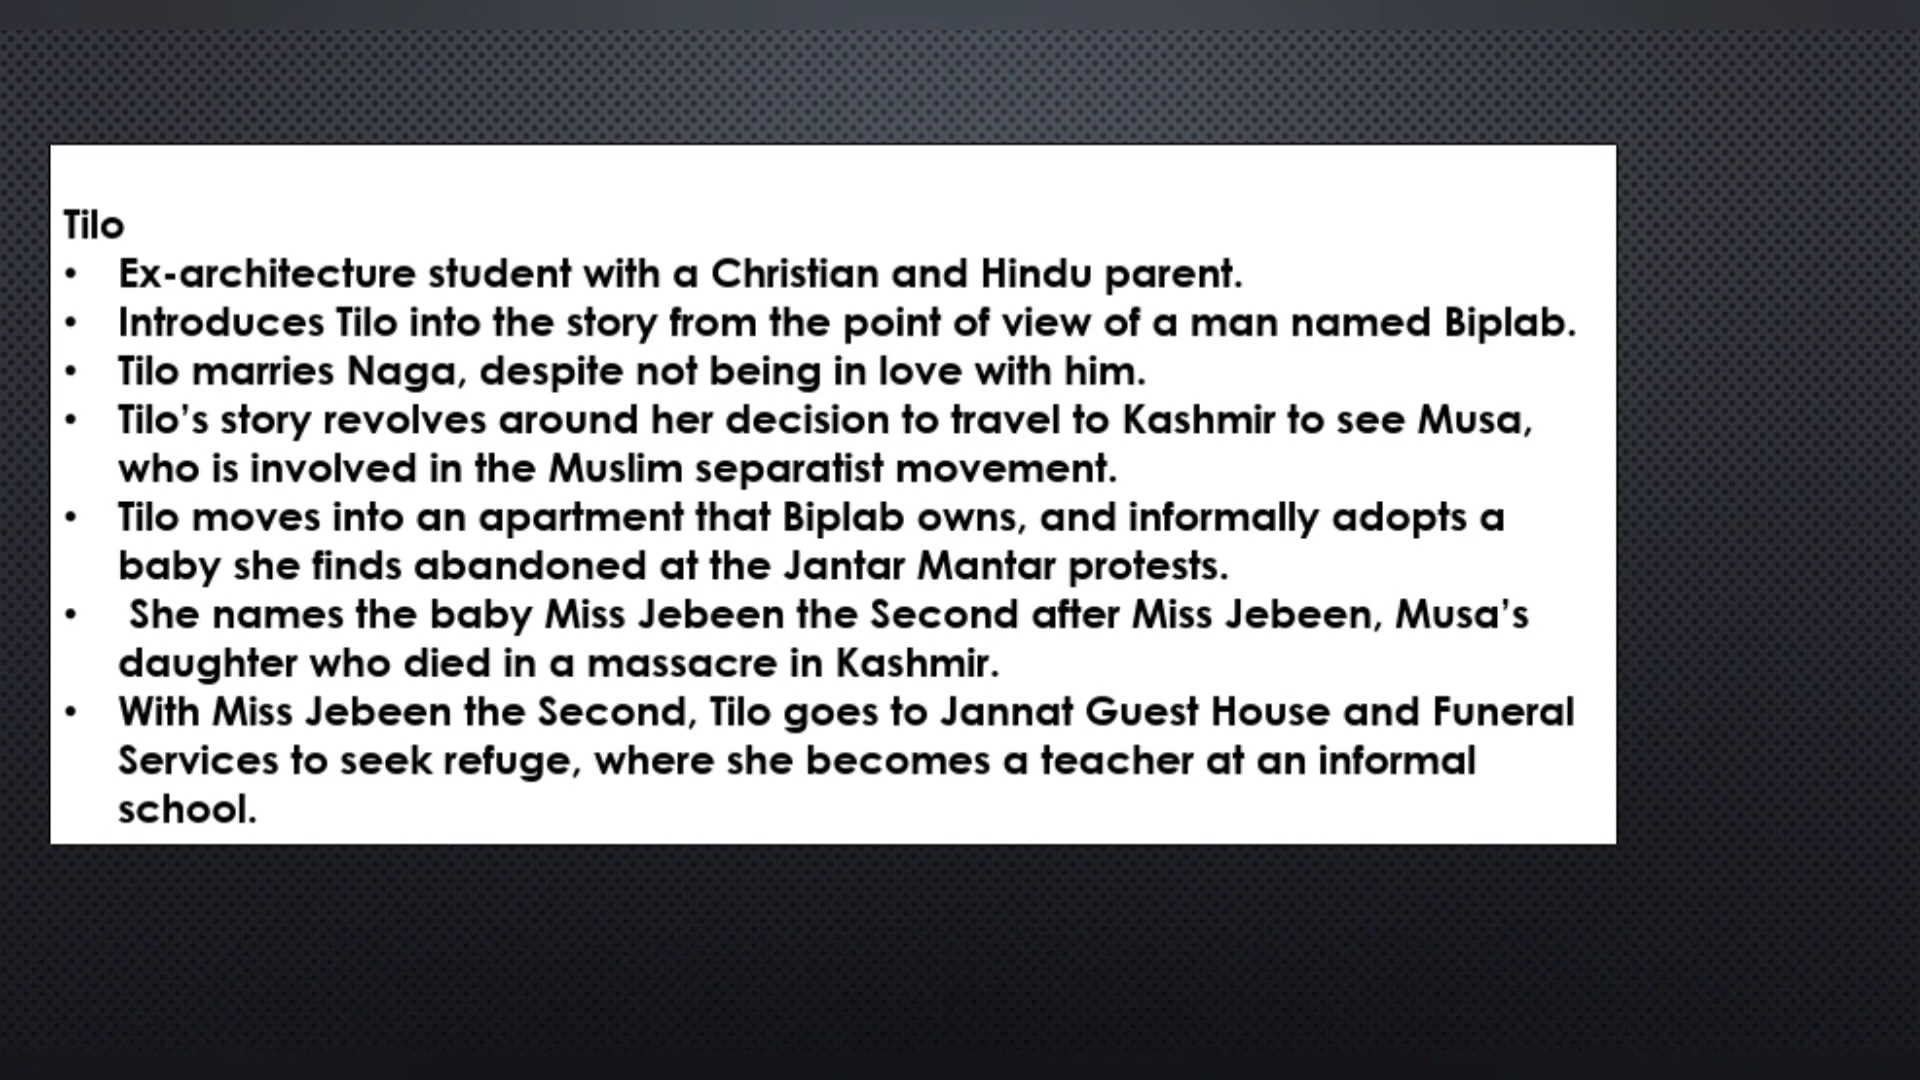 Tilo
• Ex-architecture student with a Christian and Hindu parent.
• Introduces Tilo into the story from the point of view of a man named Biplab.
• Tilo marries Naga, despite not being in love with him.
• Tilo’s story revolves around her decision to travel to Kashmir to see Musa,
who is involved in the Muslim separatist movement.
• Tilo moves into an apartment that Biplab owns, and informally adopts a
baby she finds abandoned at the Jantar Mantar protests.
• She names the baby Miss Jebeen the Second after Miss Jebeen, Musa’s
daughter who died in a massacre in Kashmir.
• With Miss Jebeen the Second, Tilo goes to Jannat Guest House and Funeral
Services to seek refuge, where she becomes a teacher at an informal
school.